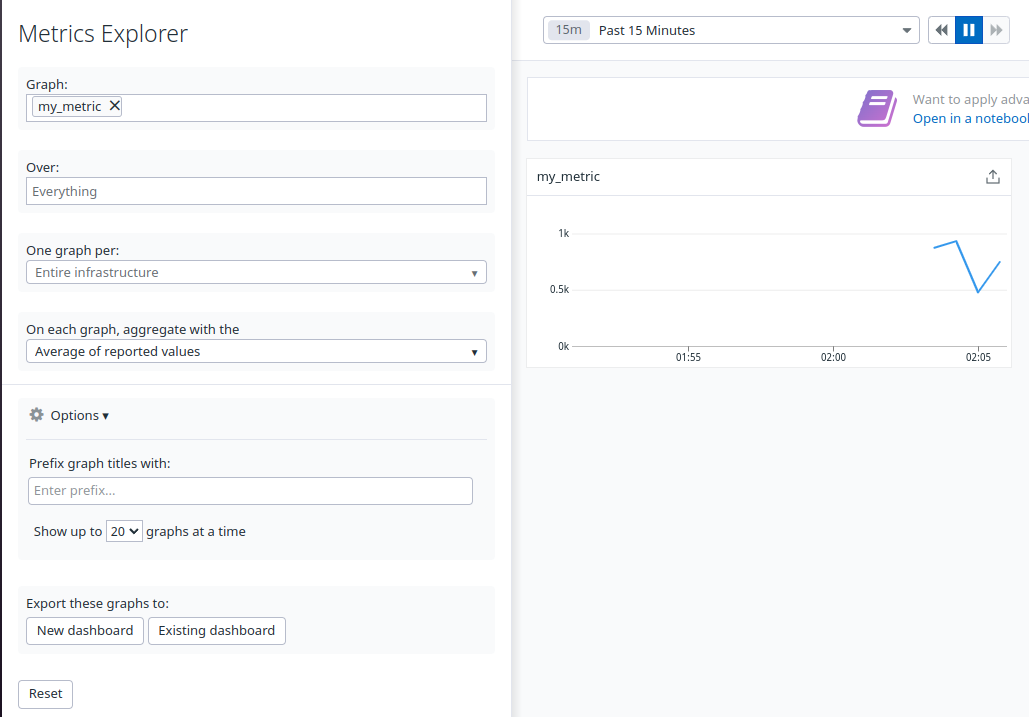 Metrics Explorer
Graph:
my_metric
Over:
Everything
One graph per:
Entire infrastructure
On each graph, aggregate with the
Average of reported values
Options
Prefix graph titles with:
Enter prefix...
Show up to 20 graphs at a time
Export these graphs to:
New dashboard Existing dashboard
Reset
15m Past 15 Minutes
Want to apply adva
Open in a notebook
my_metric
1k
0.5k
0k
01:55 02:00 02:05